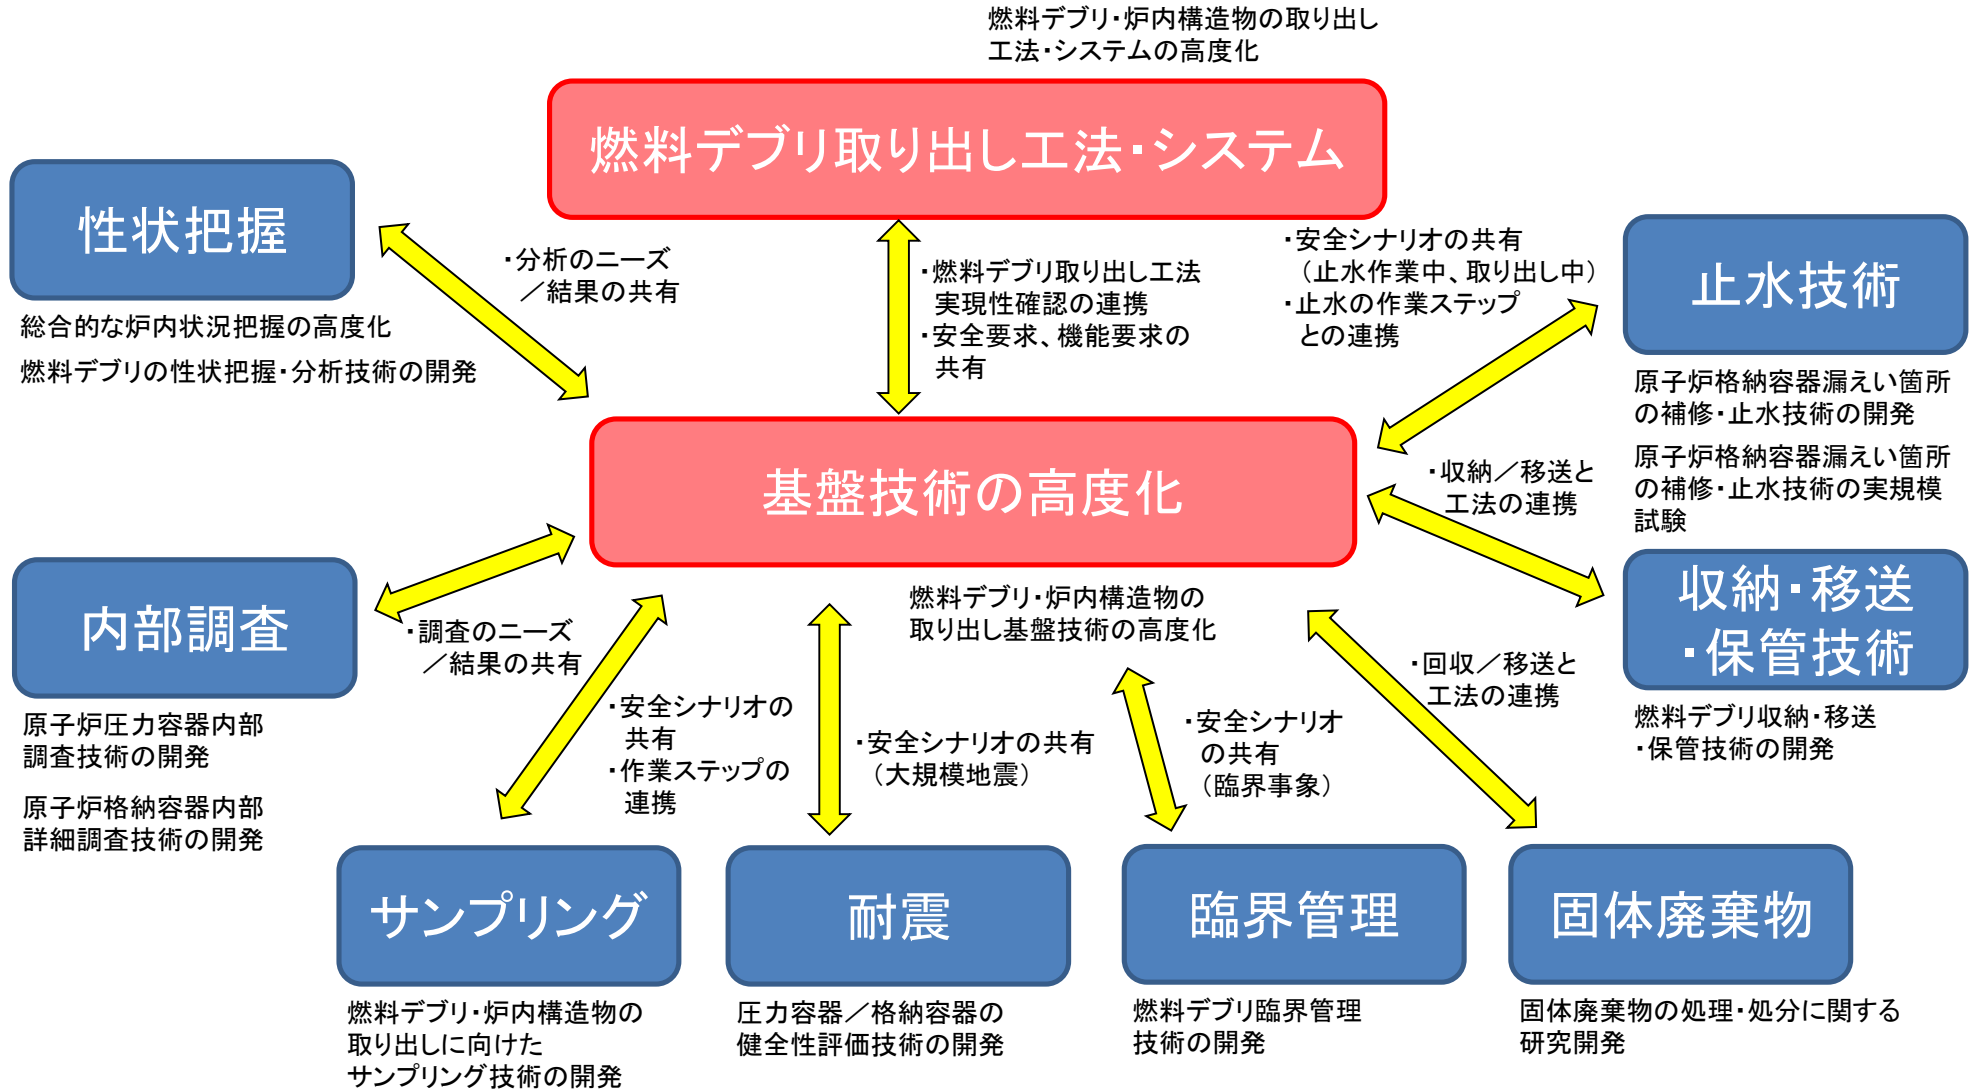 燃料デブリ・炉内構造物の取り出し
工法・システムの高度化
燃料デブリ取り出し工法・システム
性状把握
総合的な炉内状況把握の高度化
燃料デブリの性状把握・分析技術の開発
・分析のニーズ
／結果の共有
・燃料デブリ取り出し工法
実現性確認の連携
・安全要求、機能要求の
共有
・安全シナリオの共有
（止水作業中、取り出し中）
・止水の作業ステップ
との連携
止水技術
原子炉格納容器漏えい箇所
の補修・止水技術の開発
原子炉格納容器漏えい箇所
の補修・止水技術の実規模
試験
基盤技術の高度化
燃料デブリ・炉内構造物の
取り出し基盤技術の高度化
・収納／移送と
工法の連携
収納・移送
・保管技術
燃料デブリ収納・移送
・保管技術の開発
内部調査
原子炉圧力容器内部
調査技術の開発
原子炉格納容器内部
詳細調査技術の開発
・調査のニーズ
／結果の共有
・安全シナリオの
共有
・作業ステップの
連携
・安全シナリオの共有
（大規模地震）
・安全シナリオ
の共有
（臨界事象）
・回収／移送と
工法の連携
サンプリング
燃料デブリ・炉内構造物の
取り出しに向けた
サンプリング技術の開発
耐震
圧力容器／格納容器の
健全性評価技術の開発
臨界管理
燃料デブリ臨界管理
技術の開発
固体廃棄物
固体廃棄物の処理・処分に関する
研究開発